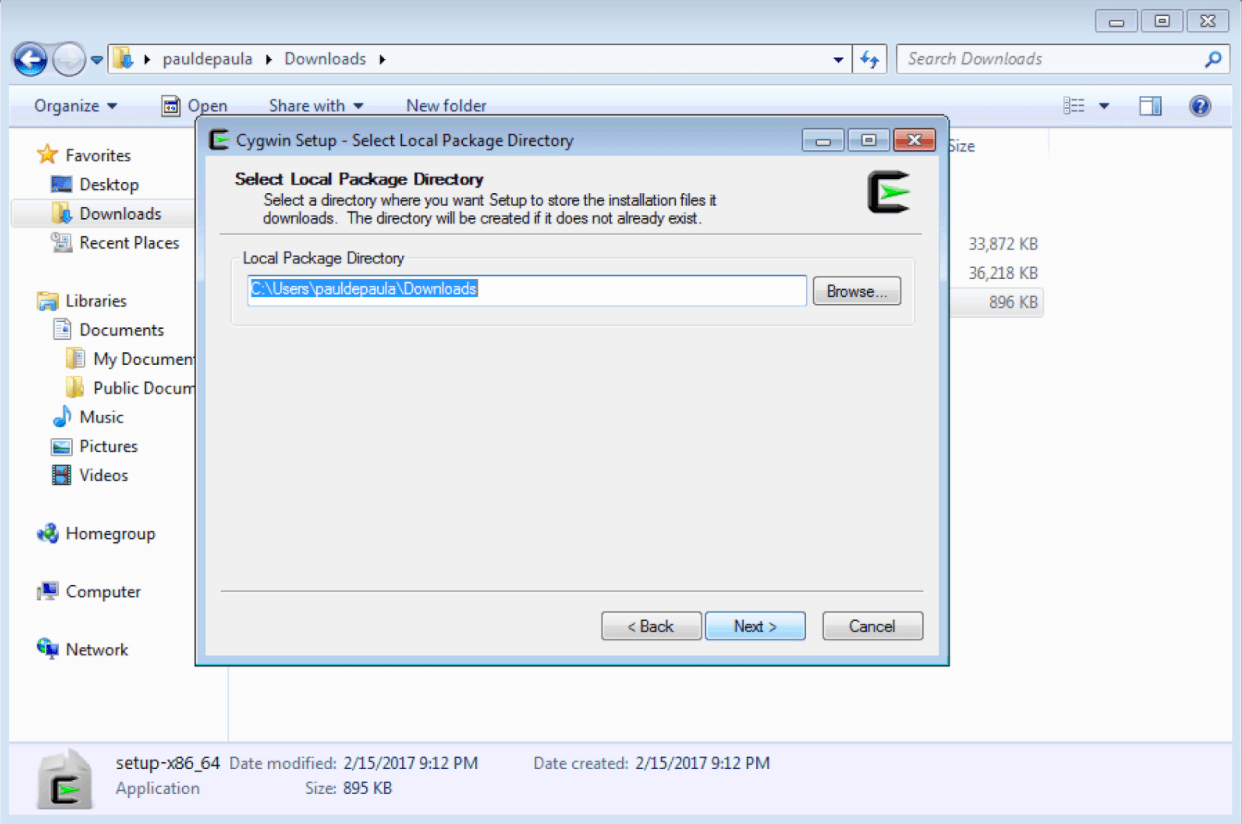 pauldepaula Downloads
Search Downloads
Organize Open Share with New folder
Cygwin Setup - Select Local Package Directory
Size
Favorites
Desktop
Downloads
Recent Places
Libraries
Documents
My Documen
Public Docum
Music
Pictures
Videos
Homegroup
Computer
Network
Select Local Package Directory
Select a directory where you want Setup to store the installation files it
downloads. The directory will be created if it does not already exist.
Local Package Directory
C:\Users\pauldepaula\Downloads
Browse...
33,872 KB
36,218 KB
896 KB
< Back Next > Cancel
setup-x86_64 Date modified: 2/15/2017 9:12 PM Date created: 2/15/2017 9:12 PM
Application Size: 895 KB